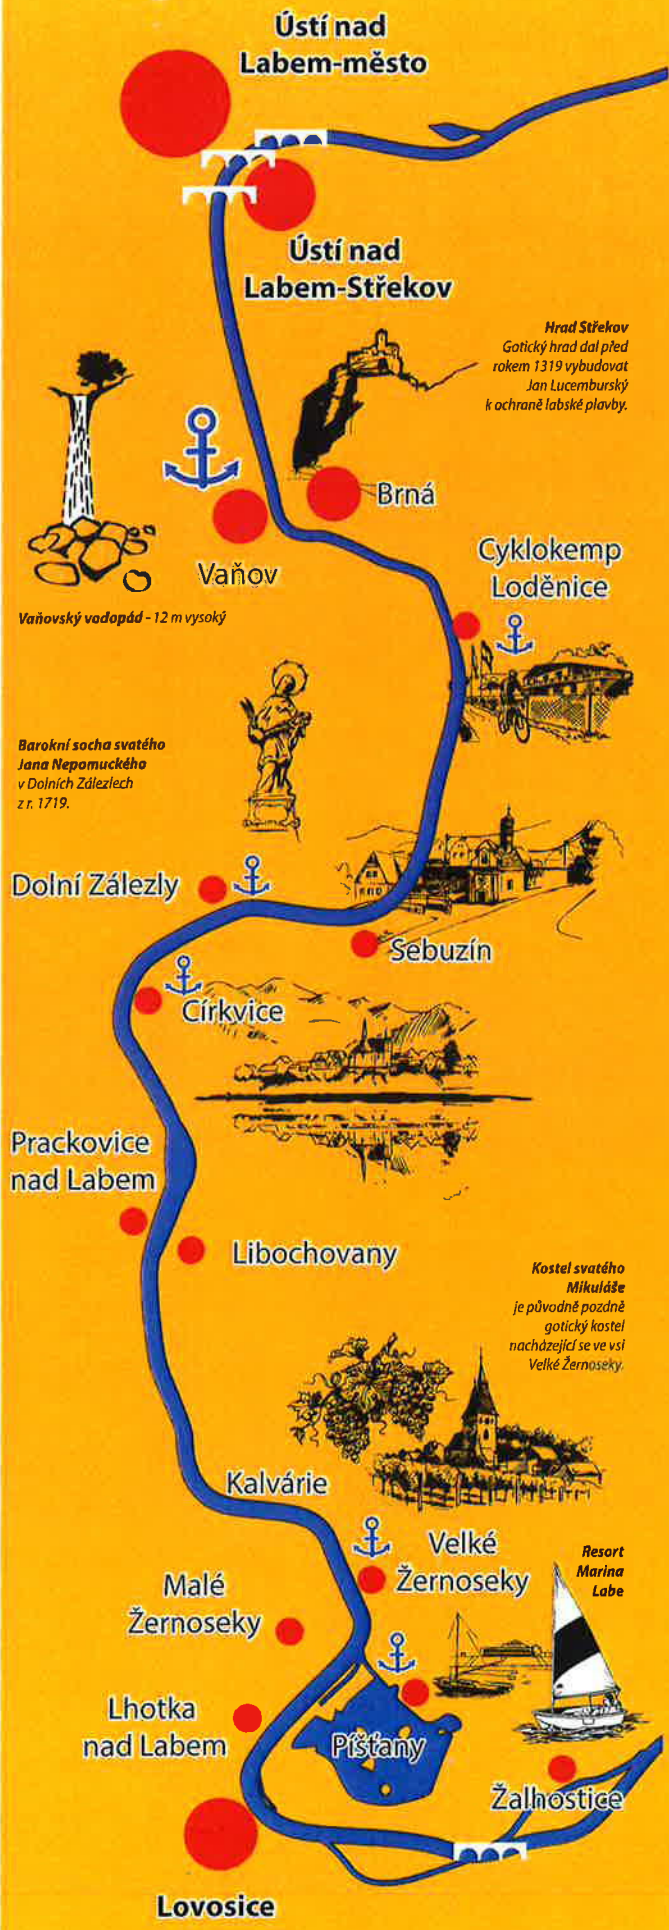 Ústí nad
Labem-město
Ústí nad
Labem-Střekov
Hrad Střekov
Gotický hrad dal před
rokem 1319 vybudovat
Jan Lucemburský
k ochraně labské plavby.
Brná
Vaňov
Cyklokemp
Loděnice
Vaňovský vodopád - 12 m vysoký
Barokní socha svatého
Jana Nepomuckého
v Dolních Zálezlech
z r. 1719.
Dolní Zálezly
Sebuzín
Církvice
Prackovice
nad Labem
Libochovany
Kostel svatého
Mikuláše
je původně pozdně
gotický kostel
nacházející se ve vsi
Velké Žernoseky.
Kalvárie
Velké
Žernoseky
Resort
Marina
Labe
Malé
Žernoseky
Lhotka
nad Labem
Píšťany
Žalhostice
Lovosice